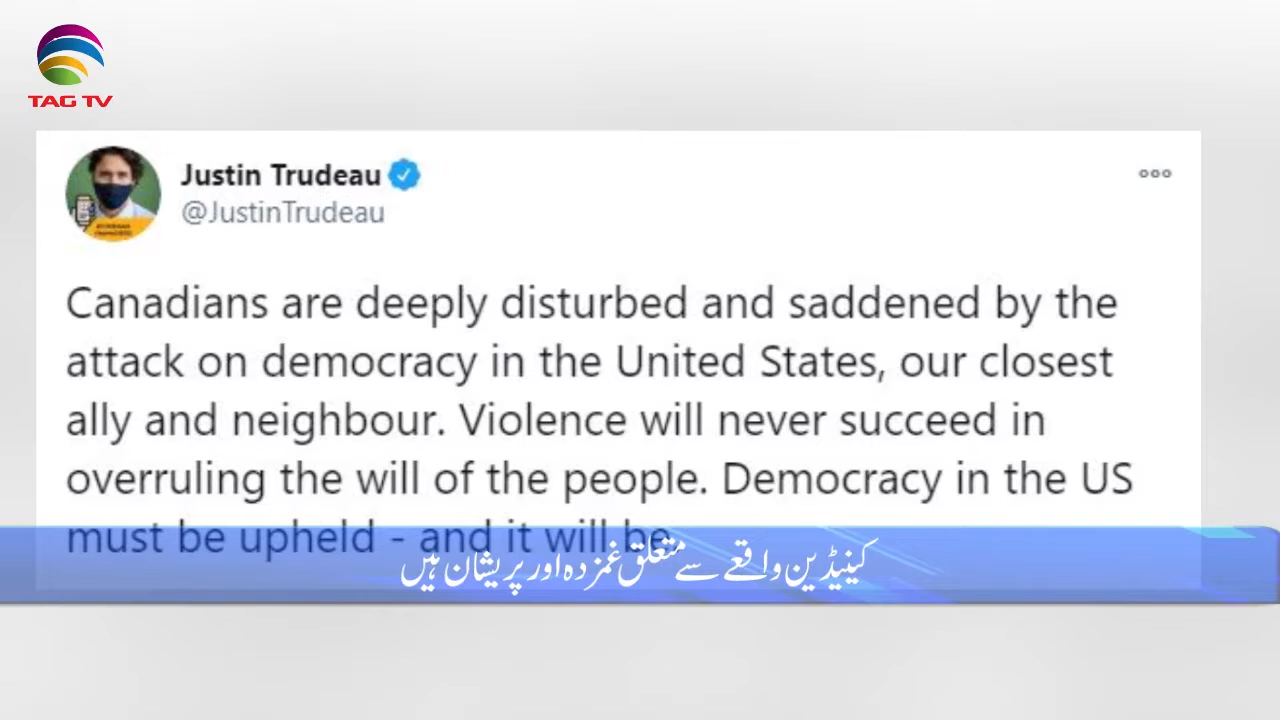 TAG TV
Justin Trudeau
@JustinTrudeau
Canadians are deeply disturbed and saddened by the
attack on democracy in the United States, our closest
ally and neighbour. Violence will never succeed in
overruling the will of the people. Democracy in the US
must be upheld - and it will be
کینیڈین واقعے سے متعلق غمزدہ اور پریشان ہیں